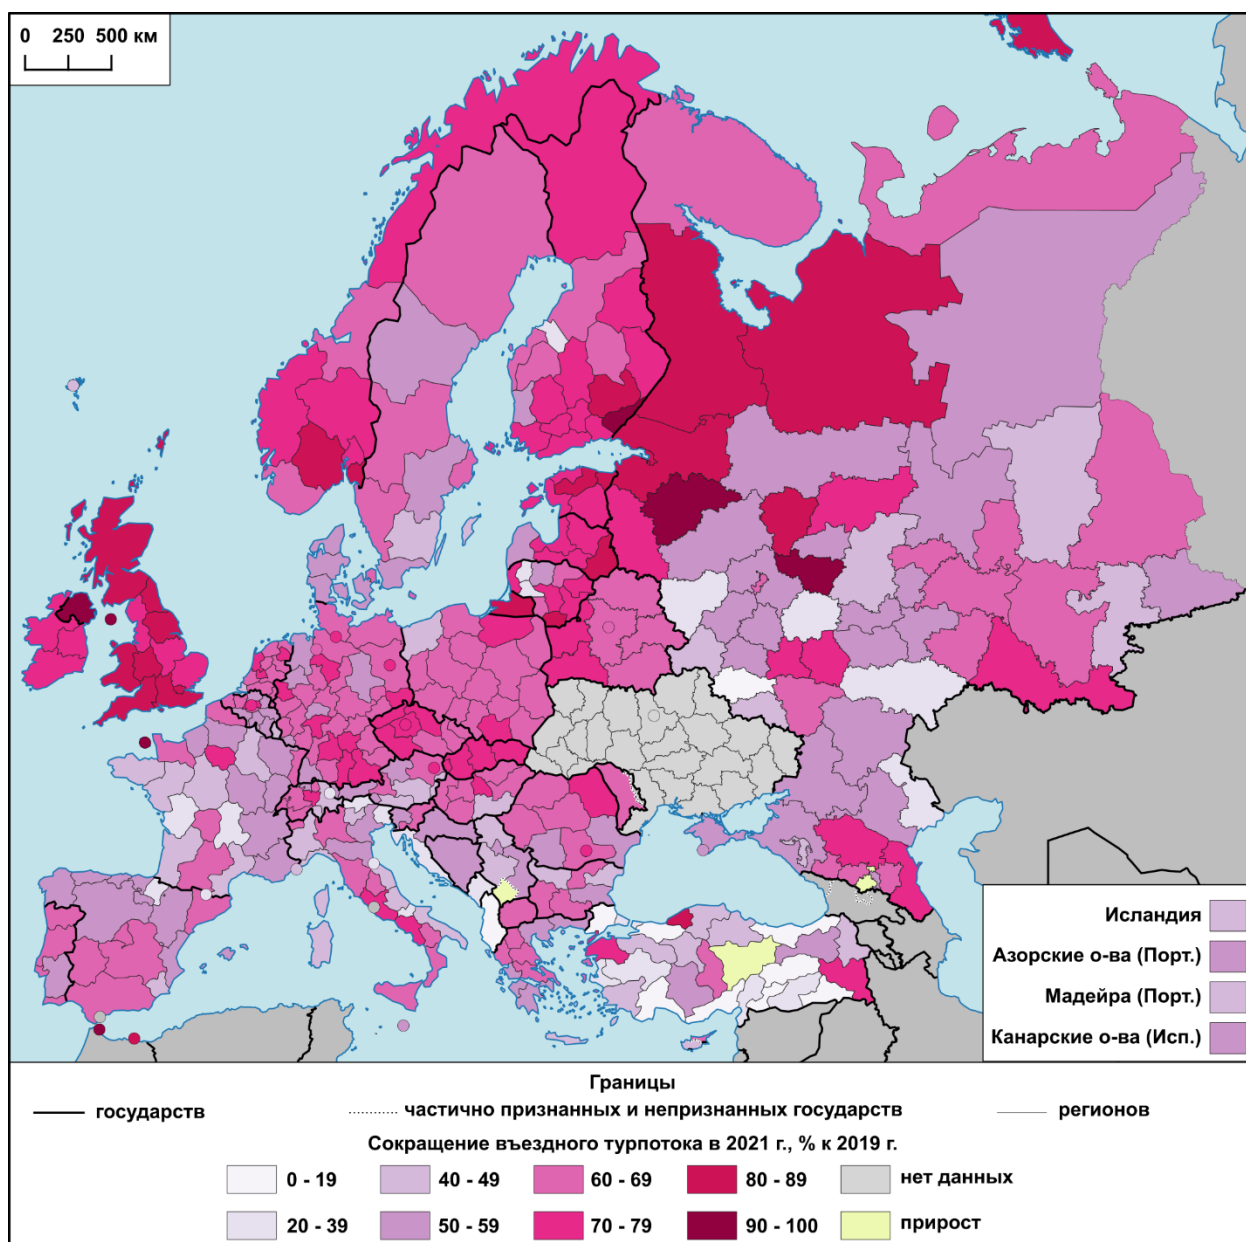 0 250 500 км
Исландия
Азорские о-ва (Порт.)
Мадейра (Порт.)
Канарские о-ва (Исп.)
Границы
государств частично признанных и непризнанных государств регионов
Сокращение въездного турпотока в 2021 г., % к 2019 г.
0 - 19 40 - 49 60 - 69 80 - 89 нет данных
20 - 39 50 - 59 70 - 79 90 - 100 прирост